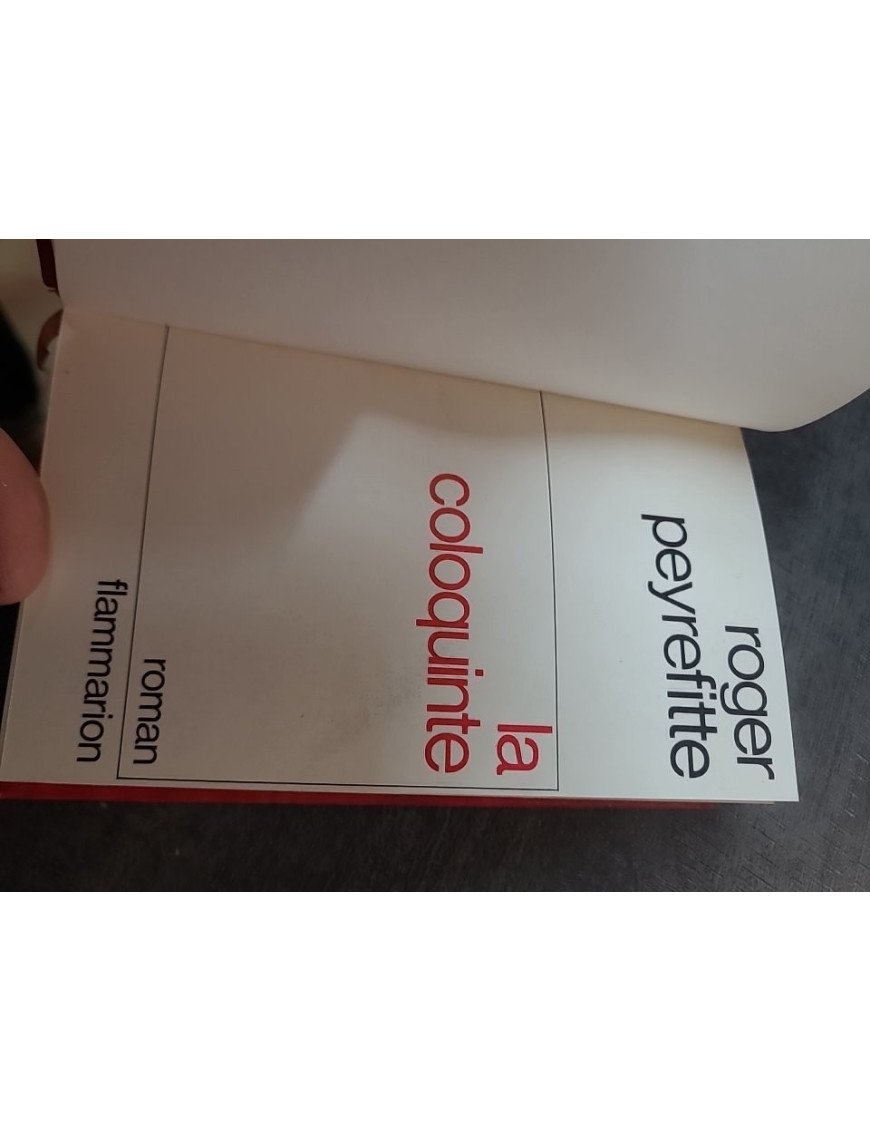 roger
peyrefitte
la
coloquinte
roman
flammarion